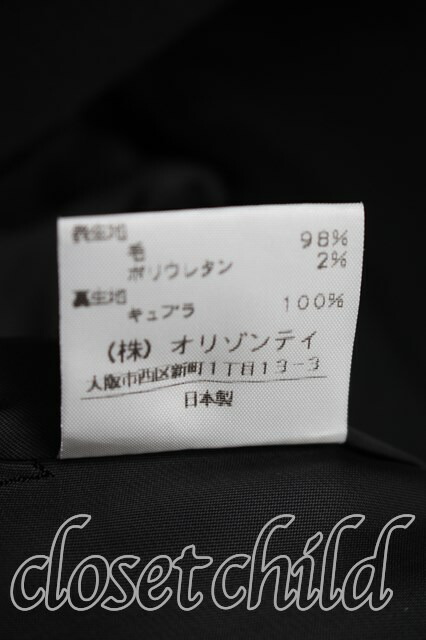 表生地
毛 98%
ポリウレタン 2%
裏生地
キュプラ 100%
(株) オリゾンティ
大阪市西区新町1丁目13-3
日本製
closet child